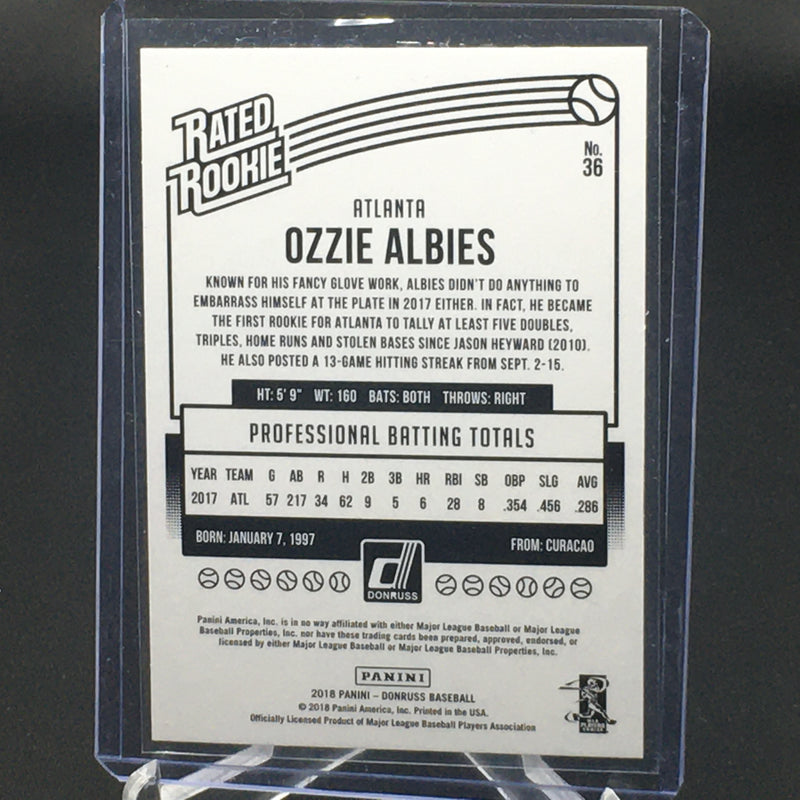 RATED
ROOKIE
No.
36
ATLANTA
OZZIE ALBIES
KNOWN FOR HIS FANCY GLOVE WORK, ALBIES DIDN'T DO ANYTHING TO
EMBARRASS HIMSELF AT THE PLATE IN 2017 EITHER. IN FACT, HE BECAME
THE FIRST ROOKIE FOR ATLANTA TO TALLY AT LEAST FIVE DOUBLES,
TRIPLES, HOME RUNS AND STOLEN BASES SINCE JASON HEYWARD (2010).
HE ALSO POSTED A 13-GAME HITTING STREAK FROM SEPT. 2-15.
HT: 5' 9" WT: 160 BATS: BOTH THROWS: RIGHT
PROFESSIONAL BATTING TOTALS
YEAR TEAM G AB R H 2B 3B HR RBI SB OBP SLG AVG
2017 ATL 57 217 34 62 9 5 6 28 8 .354 .456 .286
BORN: JANUARY 7, 1997 FROM: CURACAO
d
DONRUSS
Panini America, Inc. is in no way affiliated with either Major League Baseball or Major League
Baseball Properties, Inc. nor have these trading cards been prepared, approved, endorsed, or
licensed by either Major League Baseball or Major League Baseball Properties, Inc.
PANINI
2018 PANINI – DONRUSS BASEBALL
© 2018 Panini America, Inc. Printed in the USA.
Officially Licensed Product of Major League Baseball Players Association